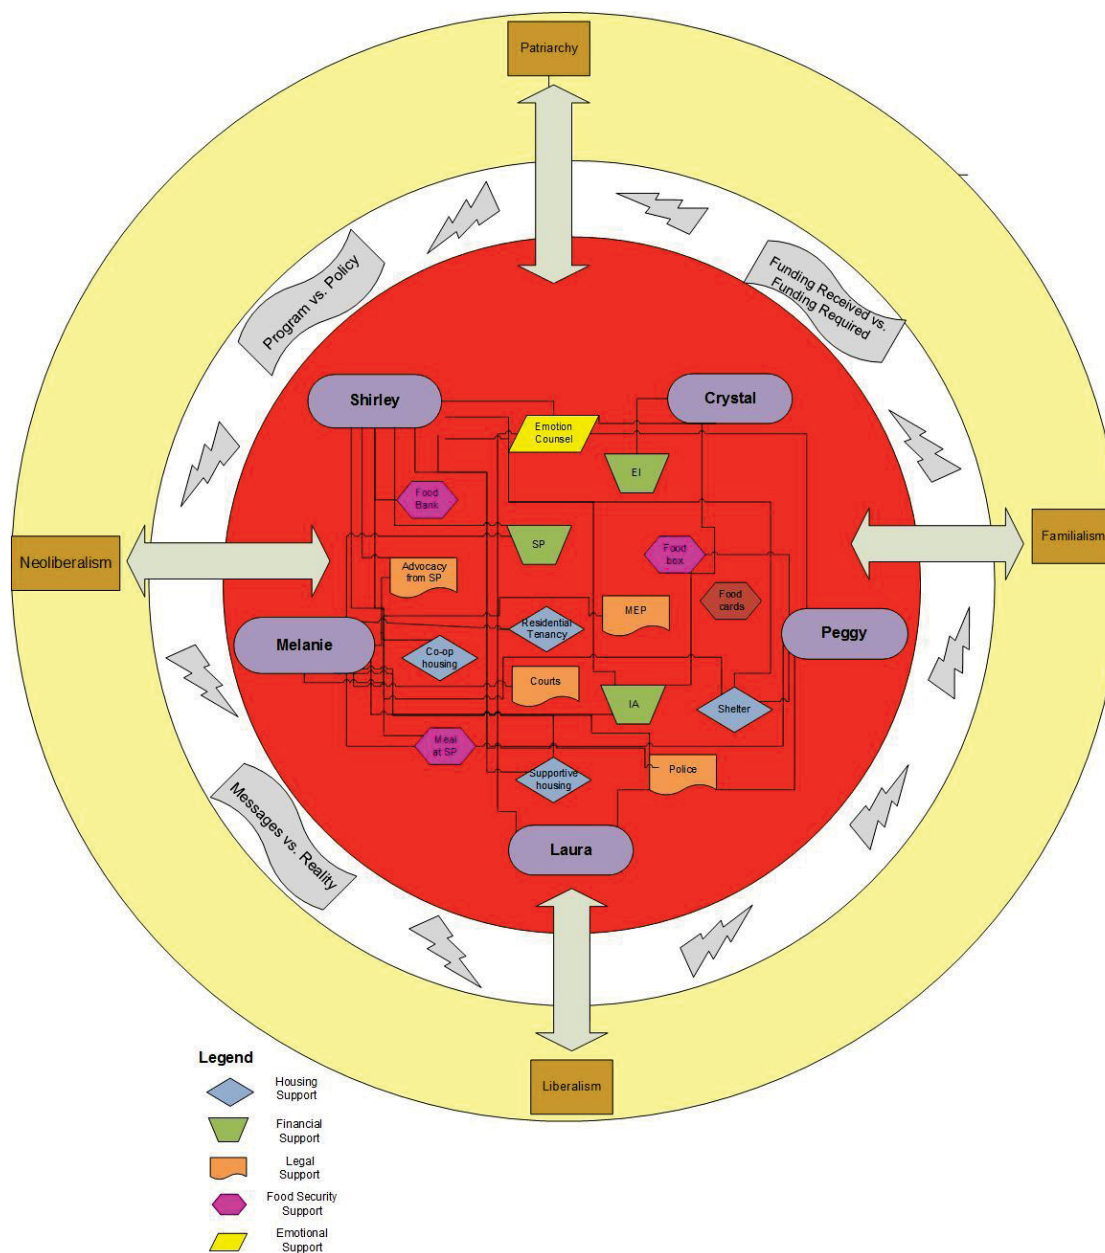 Patriarchy
Program vs. Policy
Funding Received vs.
Funding Required
Shirley
Crystal
Emotion
Counsel
EI
Food
Bank
SP
Neoliberalism
Familialism
Food
box
Advocacy
from SP
Food
cards
MEP
Residential
Tenancy
Melanie
Peggy
Co-op
housing
Courts
IA
Shelter
Meal
at SP
Police
Supportive
housing
Messages vs. Reality
Laura
Liberalism
Legend
Housing
Support
Financial
Support
Legal
Support
Food Security
Support
Emotional
Support